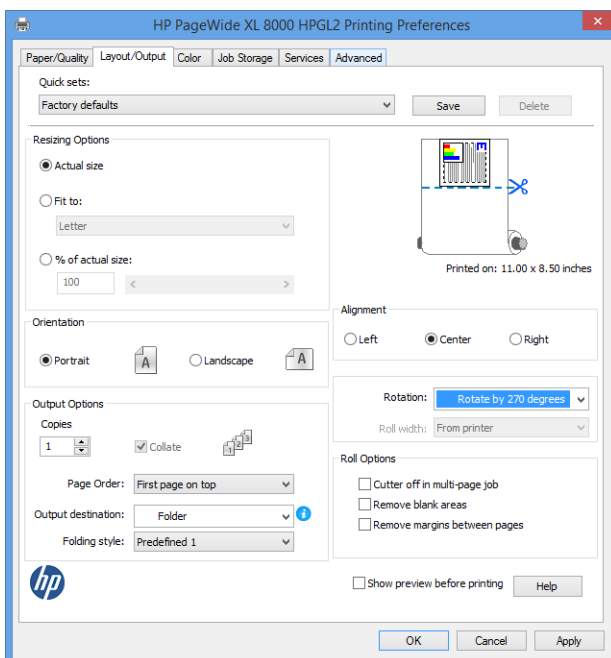 HP PageWide XL 8000 HPGL2 Printing Preferences
Paper/Quality Layout/Output Color Job Storage Services Advanced
Quick sets:
Factory defaults Save Delete
Resizing Options
Actual size
Fit to:
Letter
% of actual size:
100
Printed on: 11.00 x 8.50 inches
Orientation
Portrait A Landscape A
Alignment
Left Center Right
Output Options
Copies
1 Collate 1 2 3
Page Order: First page on top
Output destination: Folder i
Folding style: Predefined 1
Rotation: Rotate by 270 degrees
Roll width: From printer
Roll Options
Cutter off in multi-page job
Remove blank areas
Remove margins between pages
hp
Show preview before printing Help
OK Cancel Apply